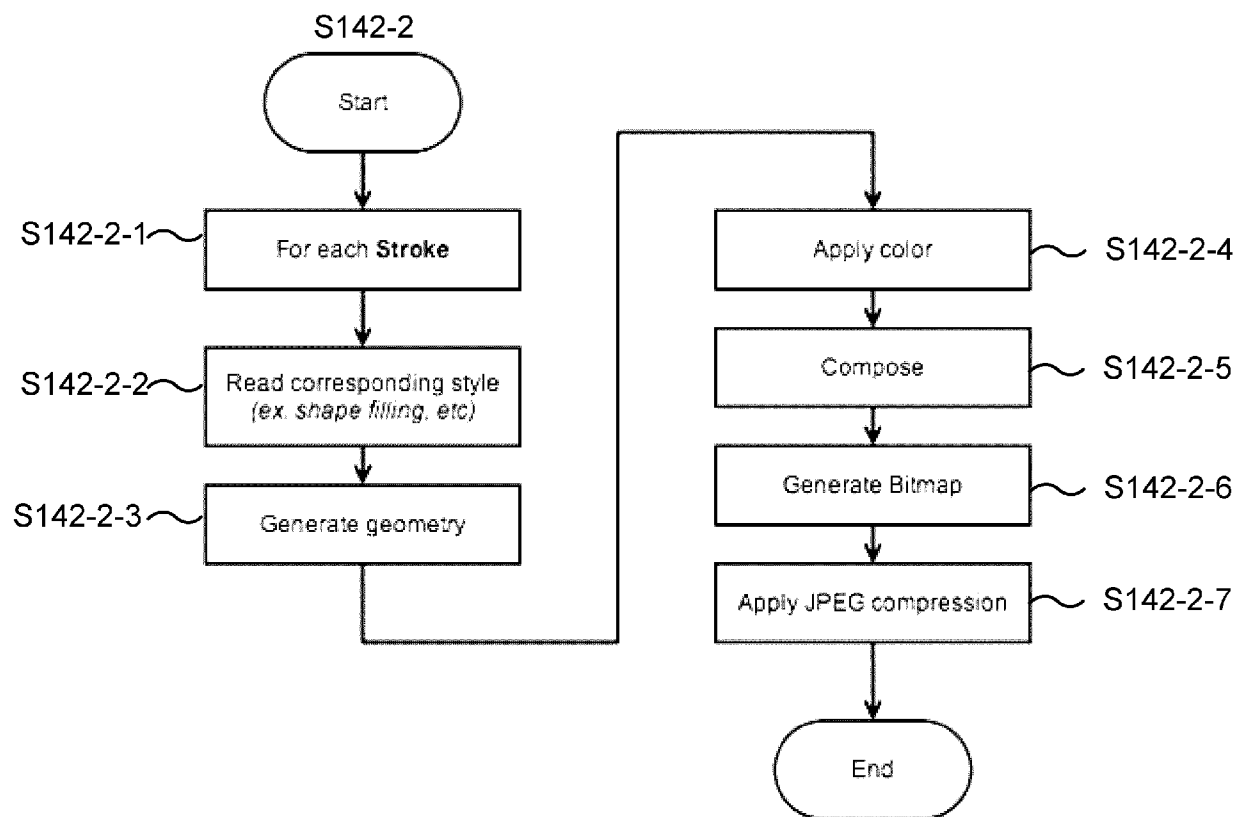 S142-2
Start
S142-2-1
For each Stroke
S142-2-2
Read corresponding style
(ex. shape filling, etc)
S142-2-3
Generate geometry
Apply color
S142-2-4
Compose
S142-2-5
Generate Bitmap
S142-2-6
Apply JPEG compression
S142-2-7
End